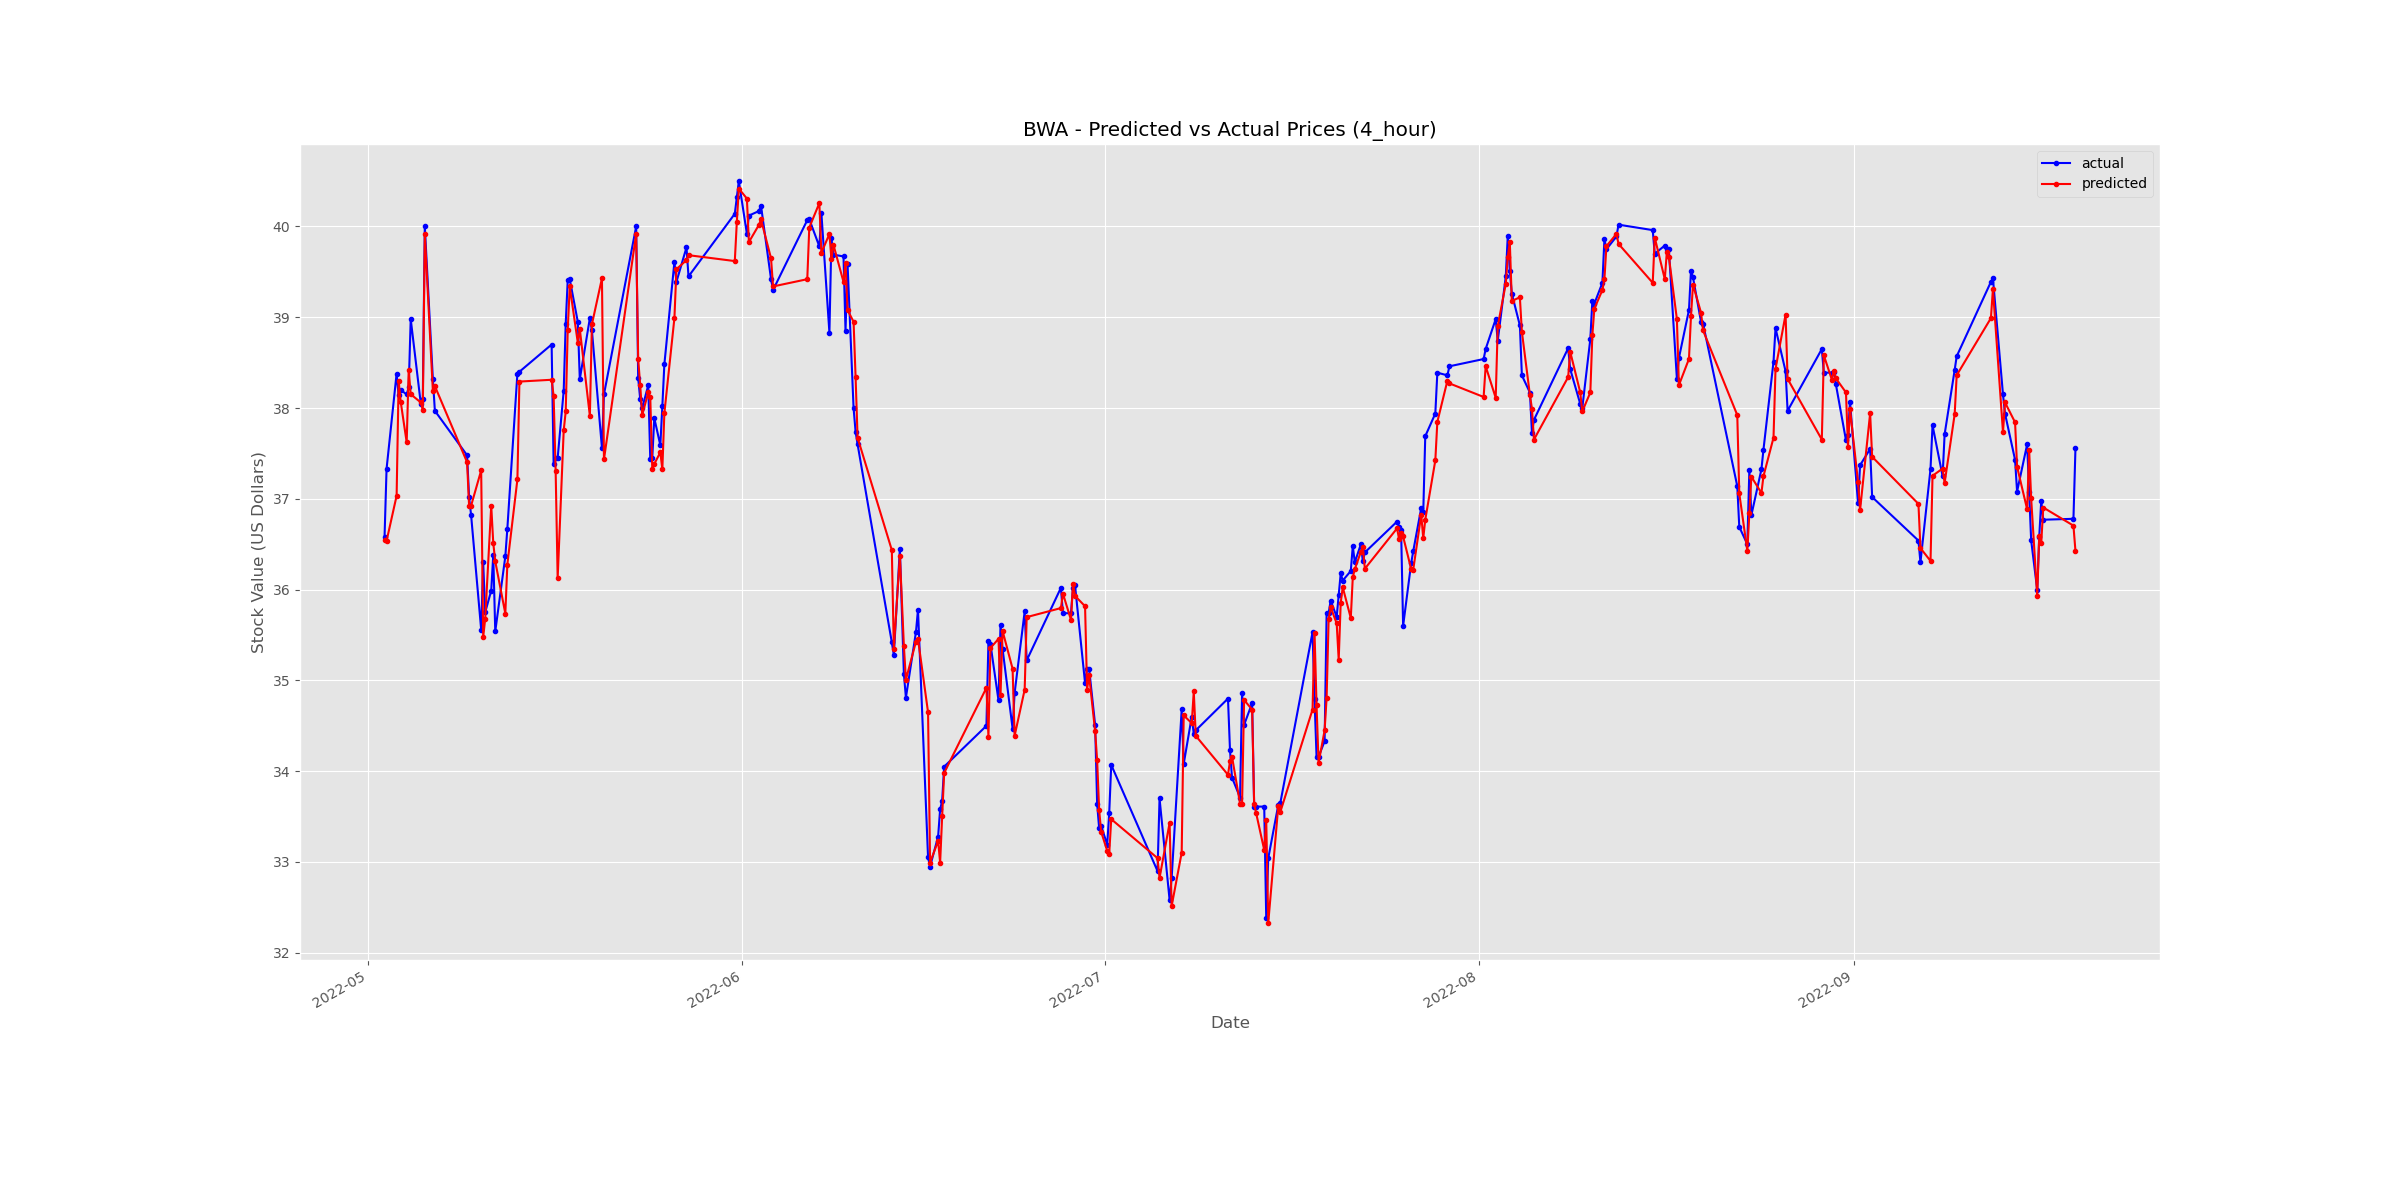 BWA - Predicted vs Actual Prices (4_hour)
actual
predicted
Stock Value (US Dollars)
40
39
38
37
36
35
34
33
32
2022-05
2022-06
2022-07
2022-08
2022-09
Date